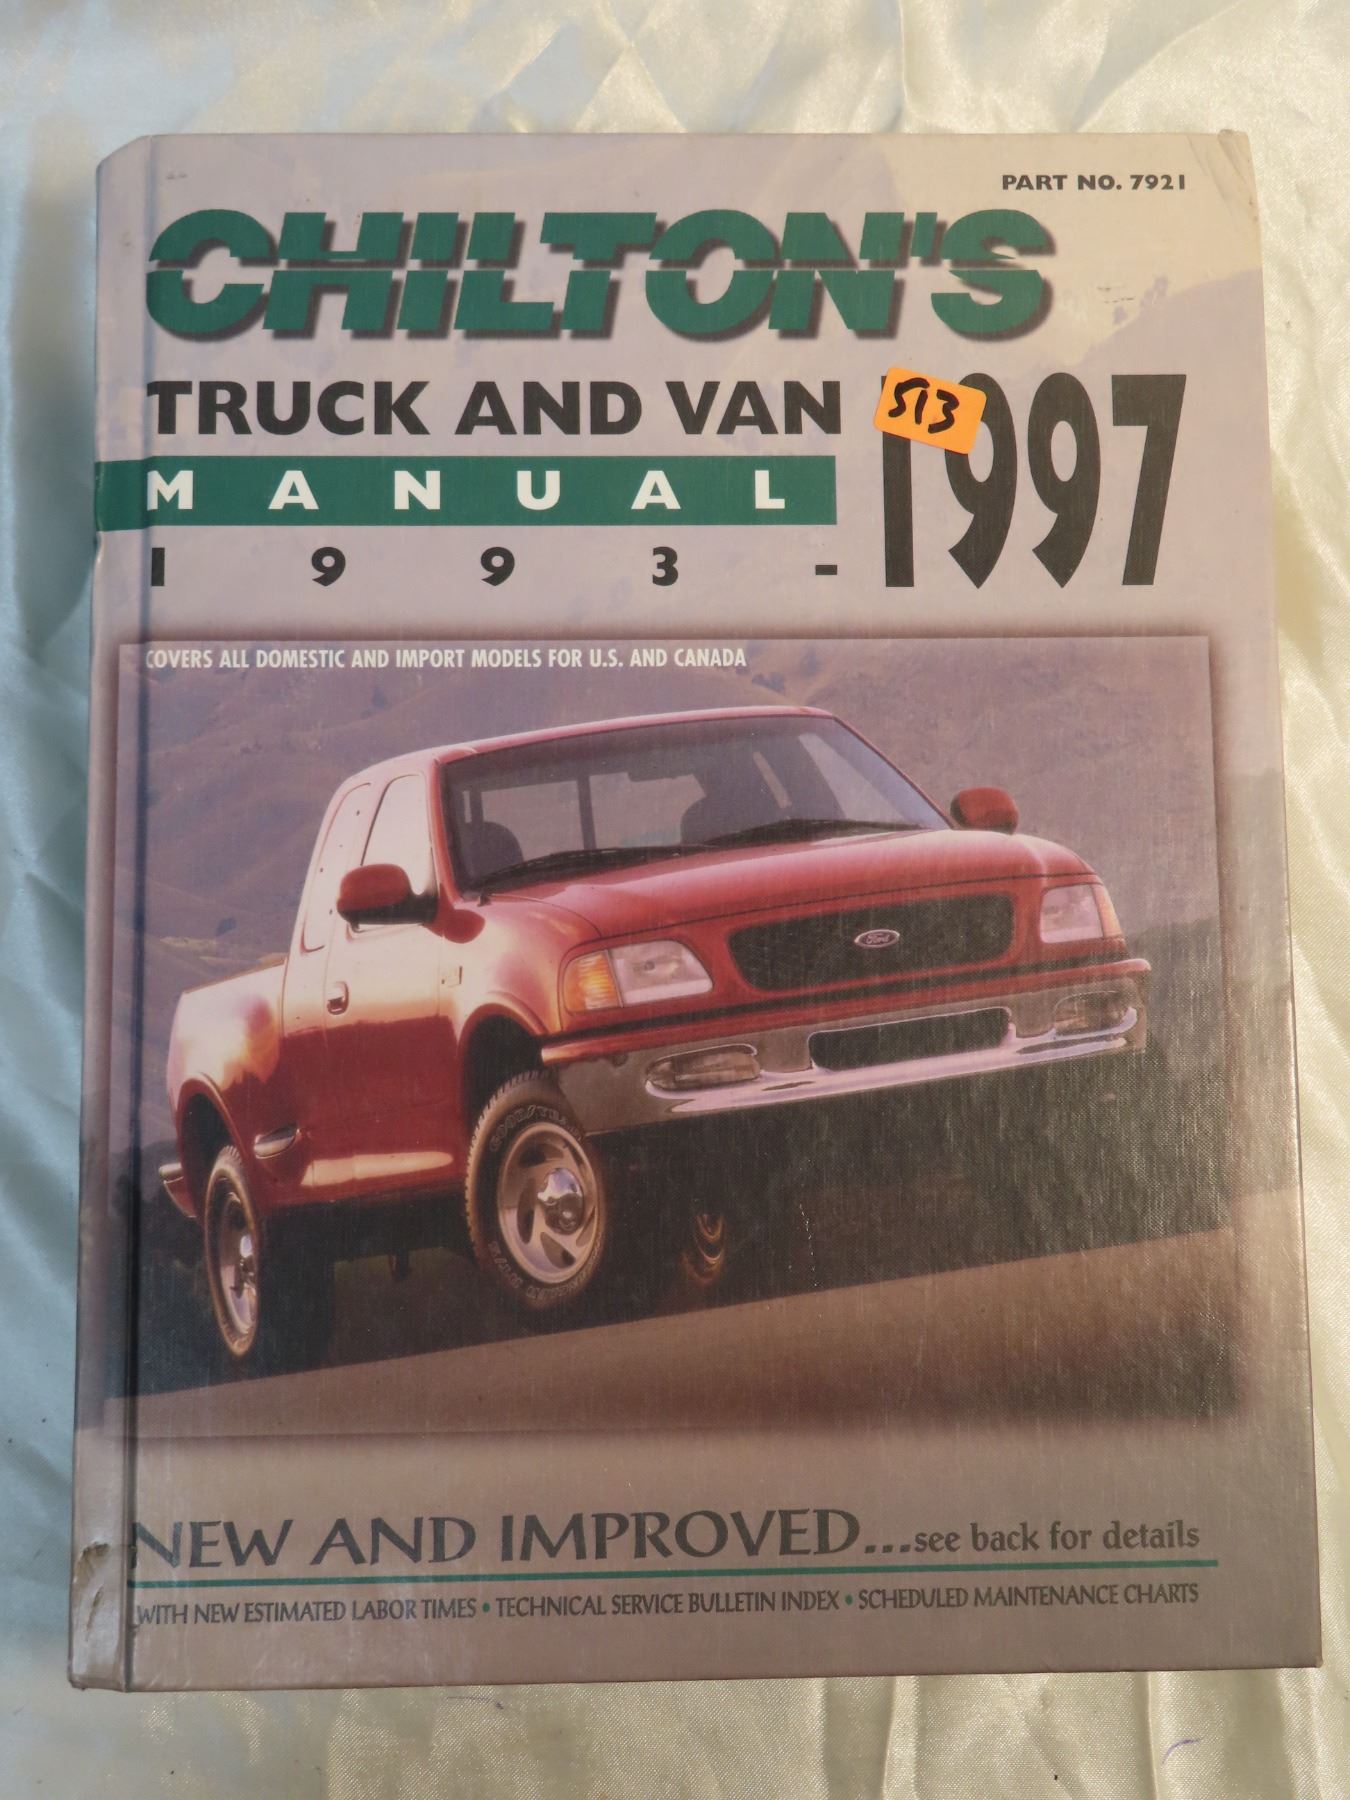 PART NO. 7921
CHILTON'S
TRUCK AND VAN
MANUAL
1993-1997
513
COVERS ALL DOMESTIC AND IMPORT MODELS FOR U.S. AND CANADA
Ford
GOODYEAR
NEW AND IMPROVED...see back for details
WITH NEW ESTIMATED LABOR TIMES • TECHNICAL SERVICE BULLETIN INDEX • SCHEDULED MAINTENANCE CHARTS